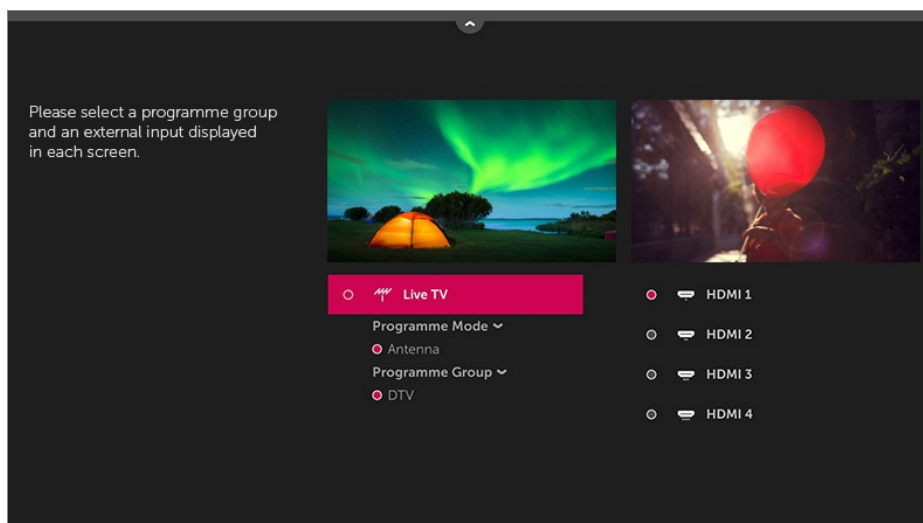 Please select a programme group
and an external input displayed
in each screen.
Live TV
Programme Mode
Antenna
Programme Group
DTV
HDMI 1
HDMI 2
HDMI 3
HDMI 4